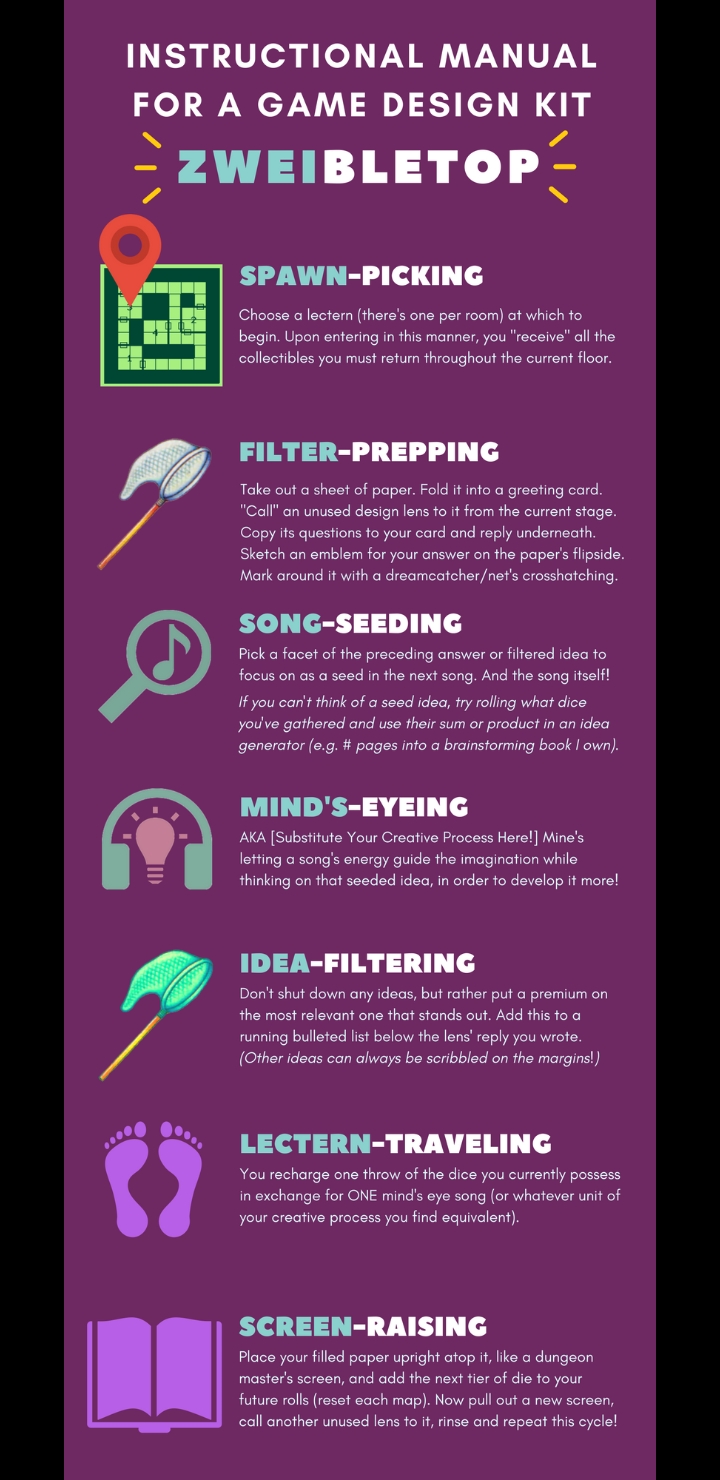 INSTRUCTIONAL MANUAL
FOR A GAME DESIGN KIT
ZWEIBLETOP
SPAWN-PICKING
Choose a lectern (there's one per room) at which to
begin. Upon entering in this manner, you "receive" all the
collectibles you must return throughout the current floor.
FILTER-PREPPING
Take out a sheet of paper. Fold it into a greeting card.
"Call" an unused design lens to it from the current stage.
Copy its questions to your card and reply underneath.
Sketch an emblem for your answer on the paper's flipside.
Mark around it with a dreamcatcher/net's crosshatching.
SONG-SEEDING
Pick a facet of the preceding answer or filtered idea to
focus on as a seed in the next song. And the song itself!
If you can't think of a seed idea, try rolling what dice
you've gathered and use their sum or product in an idea
generator (e.g. # pages into a brainstorming book I own).
MIND'S-EYEING
AKA [Substitute Your Creative Process Here!] Mine's
letting a song's energy guide the imagination while
thinking on that seeded idea, in order to develop it more!
IDEA-FILTERING
Don't shut down any ideas, but rather put a premium on
the most relevant one that stands out. Add this to a
running bulleted list below the lens' reply you wrote.
(Other ideas can always be scribbled on the margins!)
LECTERN-TRAVELING
You recharge one throw of the dice you currently possess
in exchange for ONE mind's eye song (or whatever unit of
your creative process you find equivalent).
SCREEN-RAISING
Place your filled paper upright atop it, like a dungeon
master's screen, and add the next tier of die to your
future rolls (reset each map). Now pull out a new screen,
call another unused lens to it, rinse and repeat this cycle!